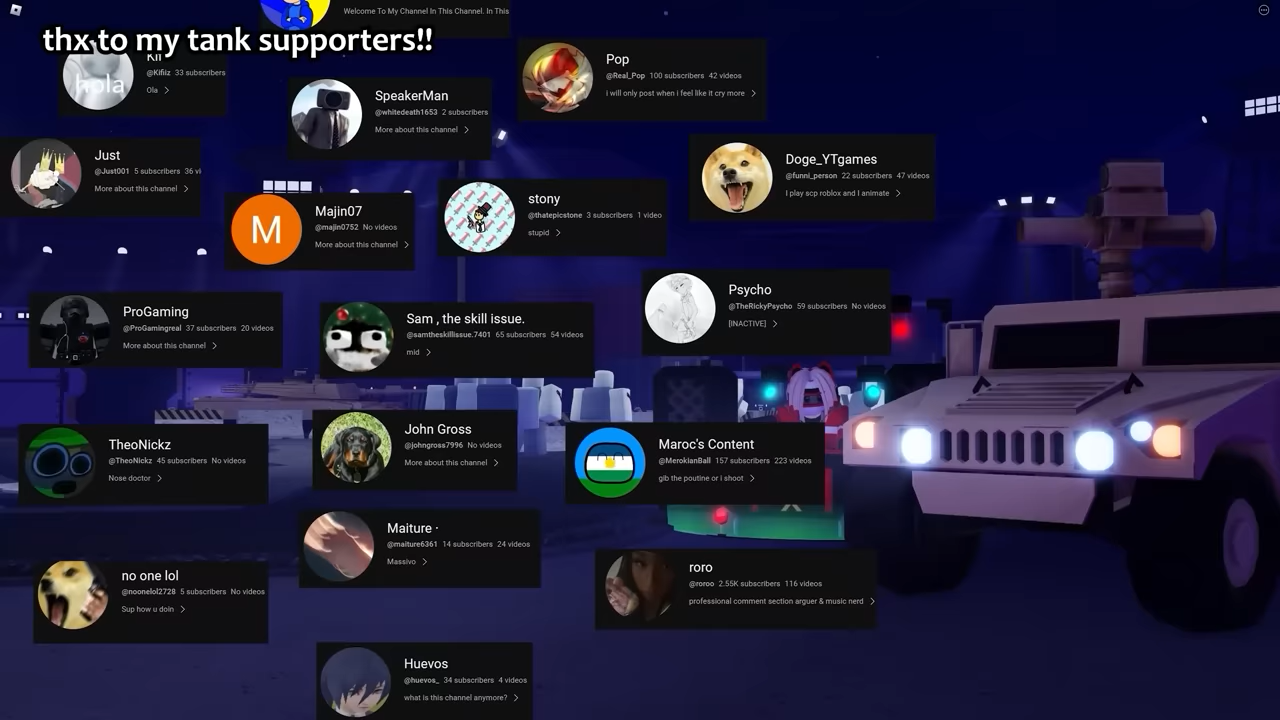 Welcome To My Channel In This Channel. In This
thx to my tank supporters!!
@Kifiiz 33 subscribers
hola
Ola >
SpeakerMan
@whitedeath1653 2 subscribers
More about this channel >
Pop
@Real_Pop 100 subscribers 42 videos
i will only post when i feel like it cry more >
Just
@Just001 5 subscribers 36 vi
More about this channel >
Doge_YTgames
@funni_person 22 subscribers 47 videos
I play scp roblox and I animate >
M
Majin07
@majin0752 No videos
More about this channel >
stony
@thatepicstone 3 subscribers 1 video
stupid >
Psycho
@TheRickyPsycho 59 subscribers No videos
[INACTIVE] >
ProGaming
@ProGamingreal 37 subscribers 20 videos
More about this channel >
Sam , the skill issue.
@samtheskillissue.7401 65 subscribers 54 videos
mid >
TheoNickz
@TheoNickz 45 subscribers No videos
Nose doctor >
John Gross
@johngross7996 No videos
More about this channel >
Maroc's Content
@MerokianBall 157 subscribers 223 videos
gib the poutine or i shoot >
Maiture ·
@maiture6361 14 subscribers 24 videos
Massivo >
no one lol
@noonelol2728 5 subscribers No videos
Sup how u doin >
roro
@roroo 2.55K subscribers 116 videos
professional comment section arguer & music nerd >
Huevos
@huevos_ 34 subscribers 4 videos
what is this channel anymore? >